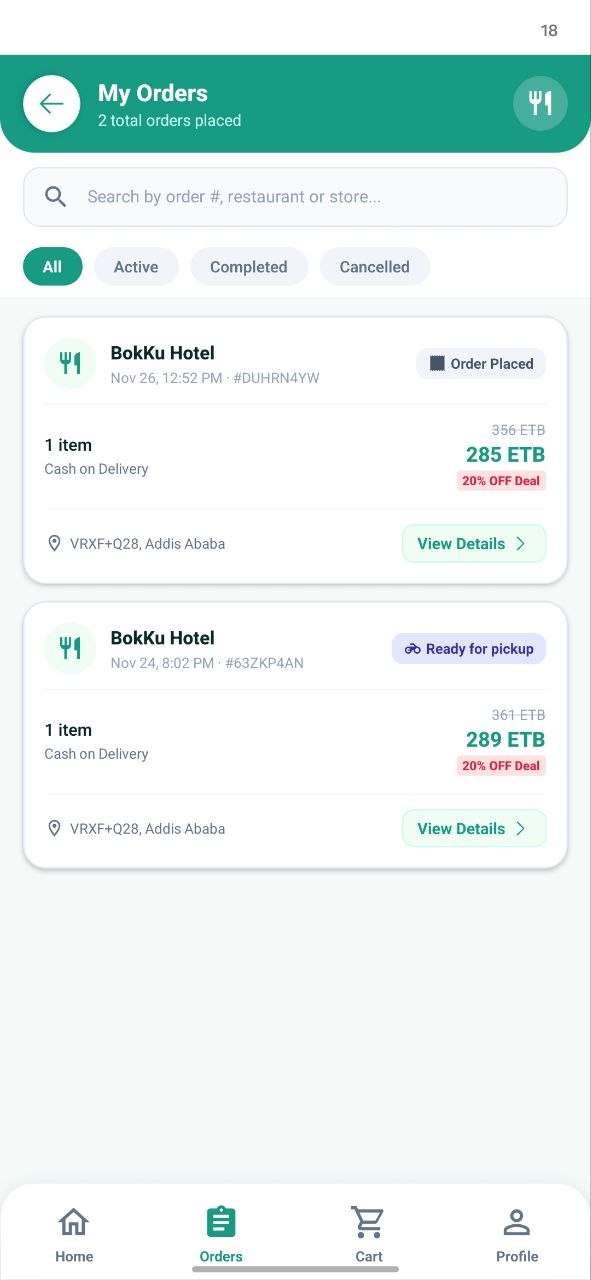 18
My Orders
2 total orders placed
Search by order #, restaurant or store...
All Active Completed Cancelled
BokKu Hotel
Nov 26, 12:52 PM · #DUHRN4YW
Order Placed
1 item
Cash on Delivery
356 ETB
285 ETB
20% OFF Deal
VRXF+Q28, Addis Ababa
View Details
BokKu Hotel
Nov 24, 8:02 PM · #63ZKP4AN
Ready for pickup
1 item
Cash on Delivery
361 ETB
289 ETB
20% OFF Deal
VRXF+Q28, Addis Ababa
View Details
Home Orders Cart Profile